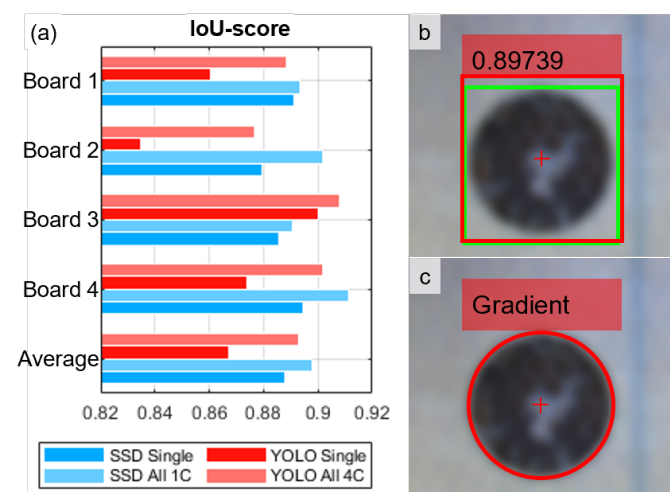 (a)
IoU-score
Board 1
Board 2
Board 3
Board 4
Average
0.82 0.84 0.86 0.88 0.9 0.92
SSD Single YOLO Single
SSD All 1C YOLO All 4C
b
0.89739
c
Gradient